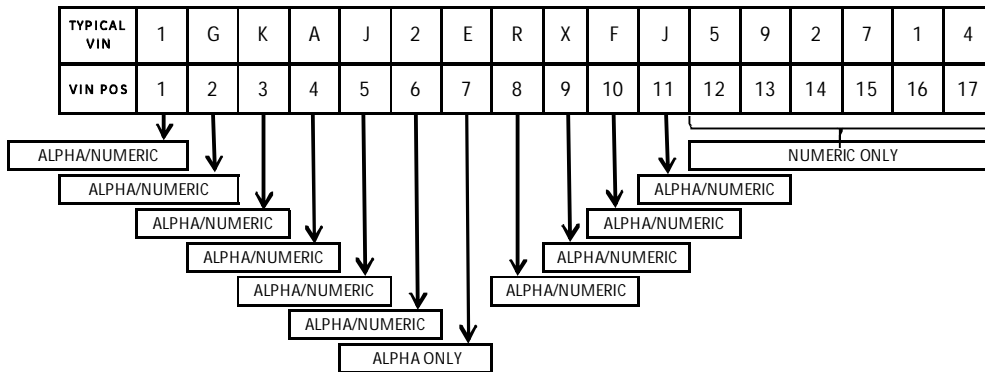 TYPICAL VIN 1 G K A J 2 E R X F J 5 9 2 7 1 4
VIN POS 1 2 3 4 5 6 7 8 9 10 11 12 13 14 15 16 17
ALPHA/NUMERIC NUMERIC ONLY
ALPHA/NUMERIC ALPHA/NUMERIC
ALPHA/NUMERIC ALPHA/NUMERIC
ALPHA/NUMERIC ALPHA/NUMERIC
ALPHA/NUMERIC ALPHA/NUMERIC
ALPHA/NUMERIC
ALPHA ONLY